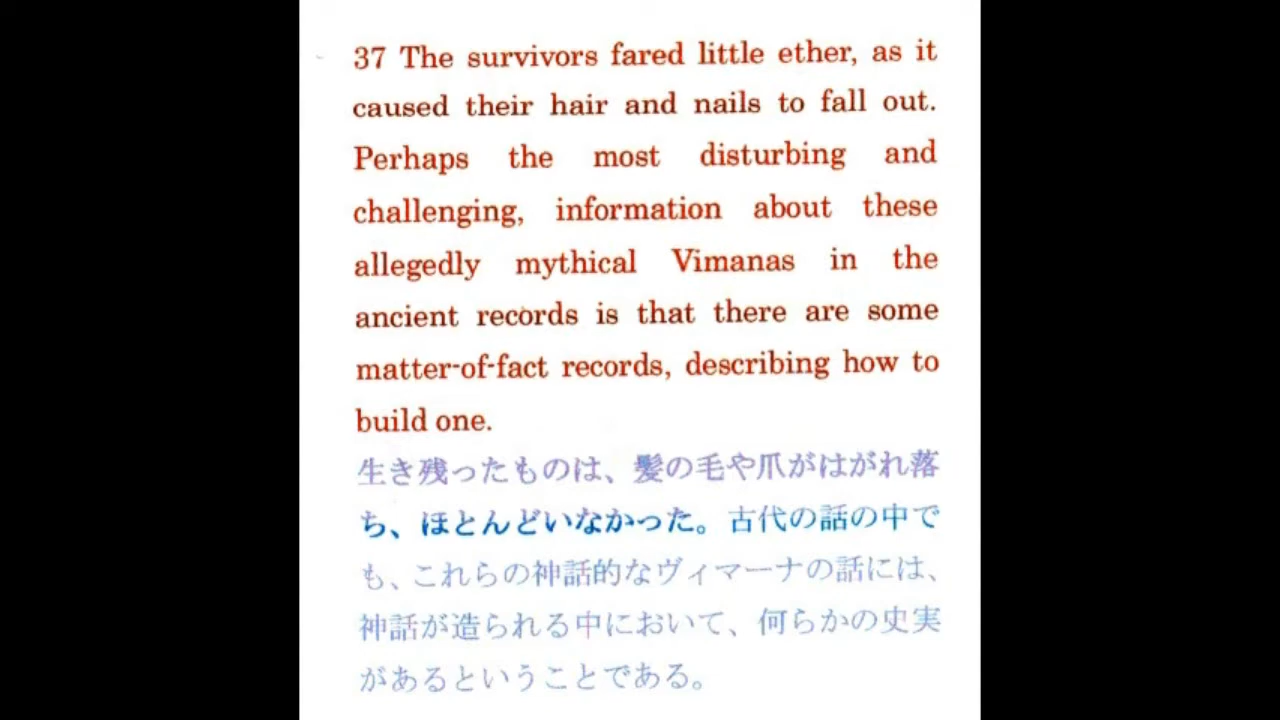 37 The survivors fared little ether, as it
caused their hair and nails to fall out.
Perhaps the most disturbing and
challenging, information about these
allegedly mythical Vimanas in the
ancient records is that there are some
matter-of-fact records, describing how to
build one.
生き残ったものは、髪の毛や爪がはがれ落
ち、ほとんどいなかった。古代の話の中で
も、これらの神話的なヴィマーナの話には、
神話が造られる中において、何らかの史実
があるということである。